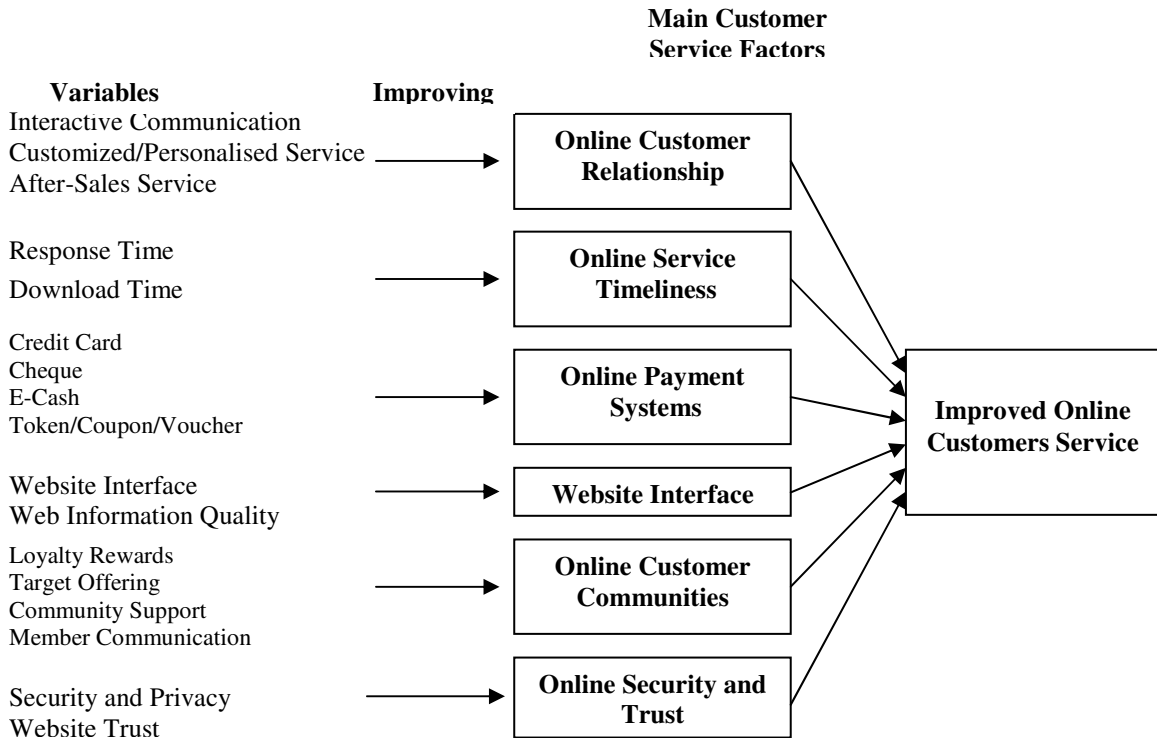 Main Customer
Service Factors
Variables
Improving
Interactive Communication
Customized/Personalised Service
After-Sales Service
Online Customer
Relationship
Response Time
Download Time
Online Service
Timeliness
Credit Card
Cheque
E-Cash
Token/Coupon/Voucher
Online Payment
Systems
Improved Online
Customers Service
Website Interface
Web Information Quality
Website Interface
Loyalty Rewards
Target Offering
Community Support
Member Communication
Online Customer
Communities
Security and Privacy
Website Trust
Online Security and
Trust